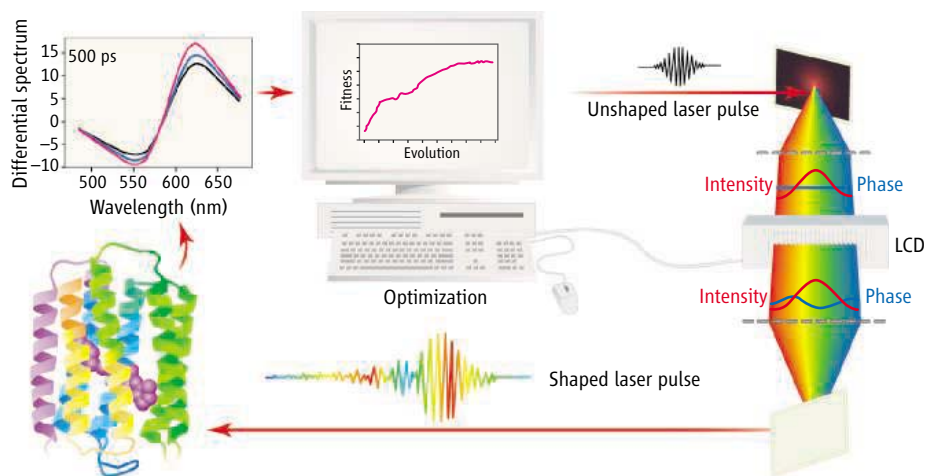 Differential spectrum
15
10
5
0
–5
–10
500 ps
500 550 600 650
Wavelength (nm)
Fitness
Evolution
Optimization
Unshaped laser pulse
Intensity
Phase
LCD
Intensity
Phase
Shaped laser pulse